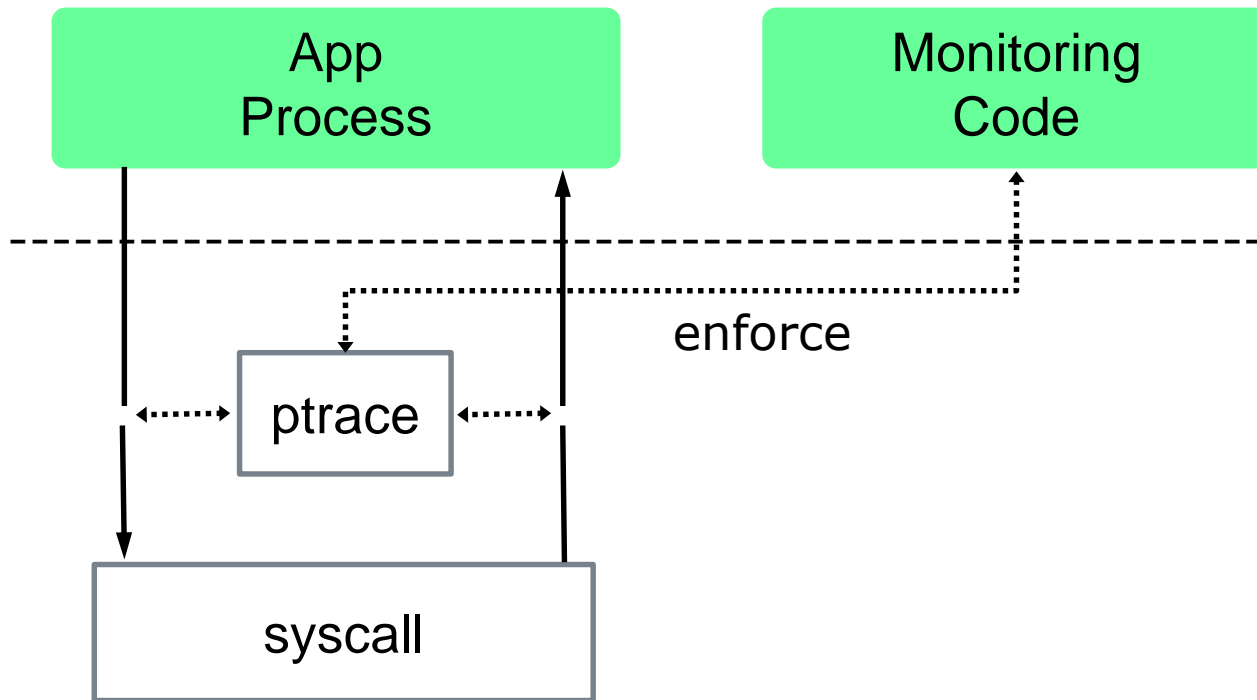 App
Process
Monitoring
Code
enforce
ptrace
syscall